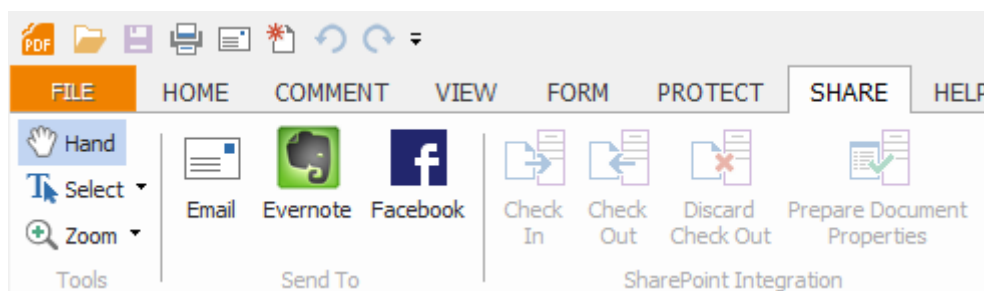 PDF
FILE HOME COMMENT VIEW FORM PROTECT SHARE HELP
Hand
Select
Zoom
Tools
Email Evernote Facebook
Send To
Check In
Check Out
Discard Check Out
Prepare Document Properties
SharePoint Integration